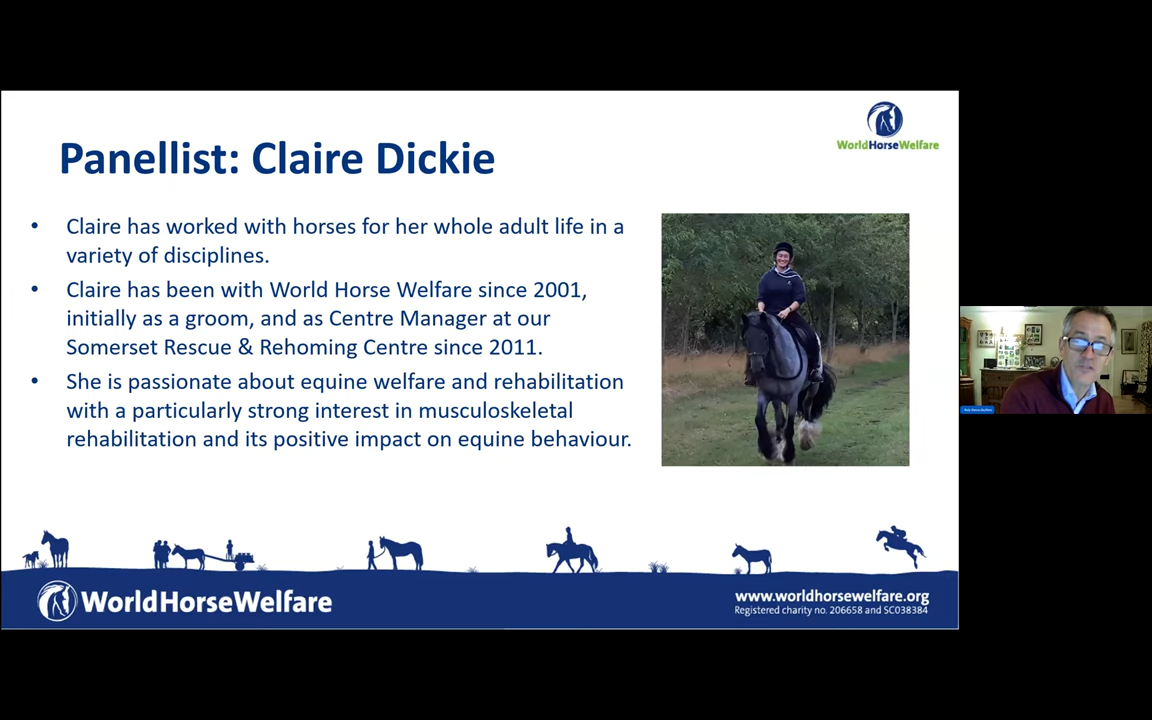 WorldHorseWelfare
Panellist: Claire Dickie
• Claire has worked with horses for her whole adult life in a
variety of disciplines.
• Claire has been with World Horse Welfare since 2001,
initially as a groom, and as Centre Manager at our
Somerset Rescue & Rehoming Centre since 2011.
• She is passionate about equine welfare and rehabilitation
with a particularly strong interest in musculoskeletal
rehabilitation and its positive impact on equine behaviour.
WorldHorseWelfare
www.worldhorsewelfare.org
Registered charity no. 206658 and SC038384